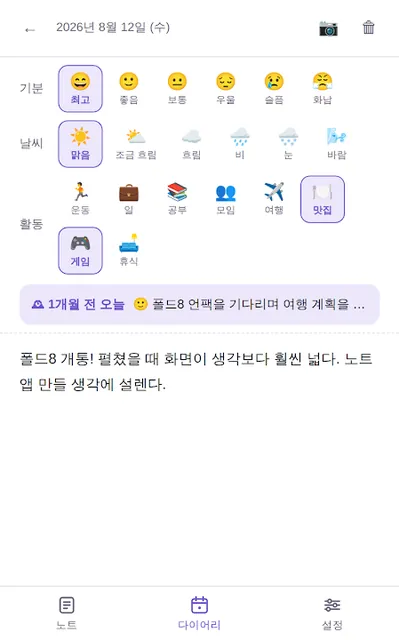 ← 2026년 8월 12일 (수)
기분 최고 좋음 보통 우울 슬픔 화남
날씨 맑음 조금 흐림 흐림 비 눈 바람
운동 일 공부 모임 여행 맛집
활동
게임 휴식
1개월 전 오늘 폴드8 언팩을 기다리며 여행 계획을 ...
폴드8 개통! 펼쳤을 때 화면이 생각보다 훨씬 넓다. 노트
앱 만들 생각에 설렌다.
노트 다이어리 설정